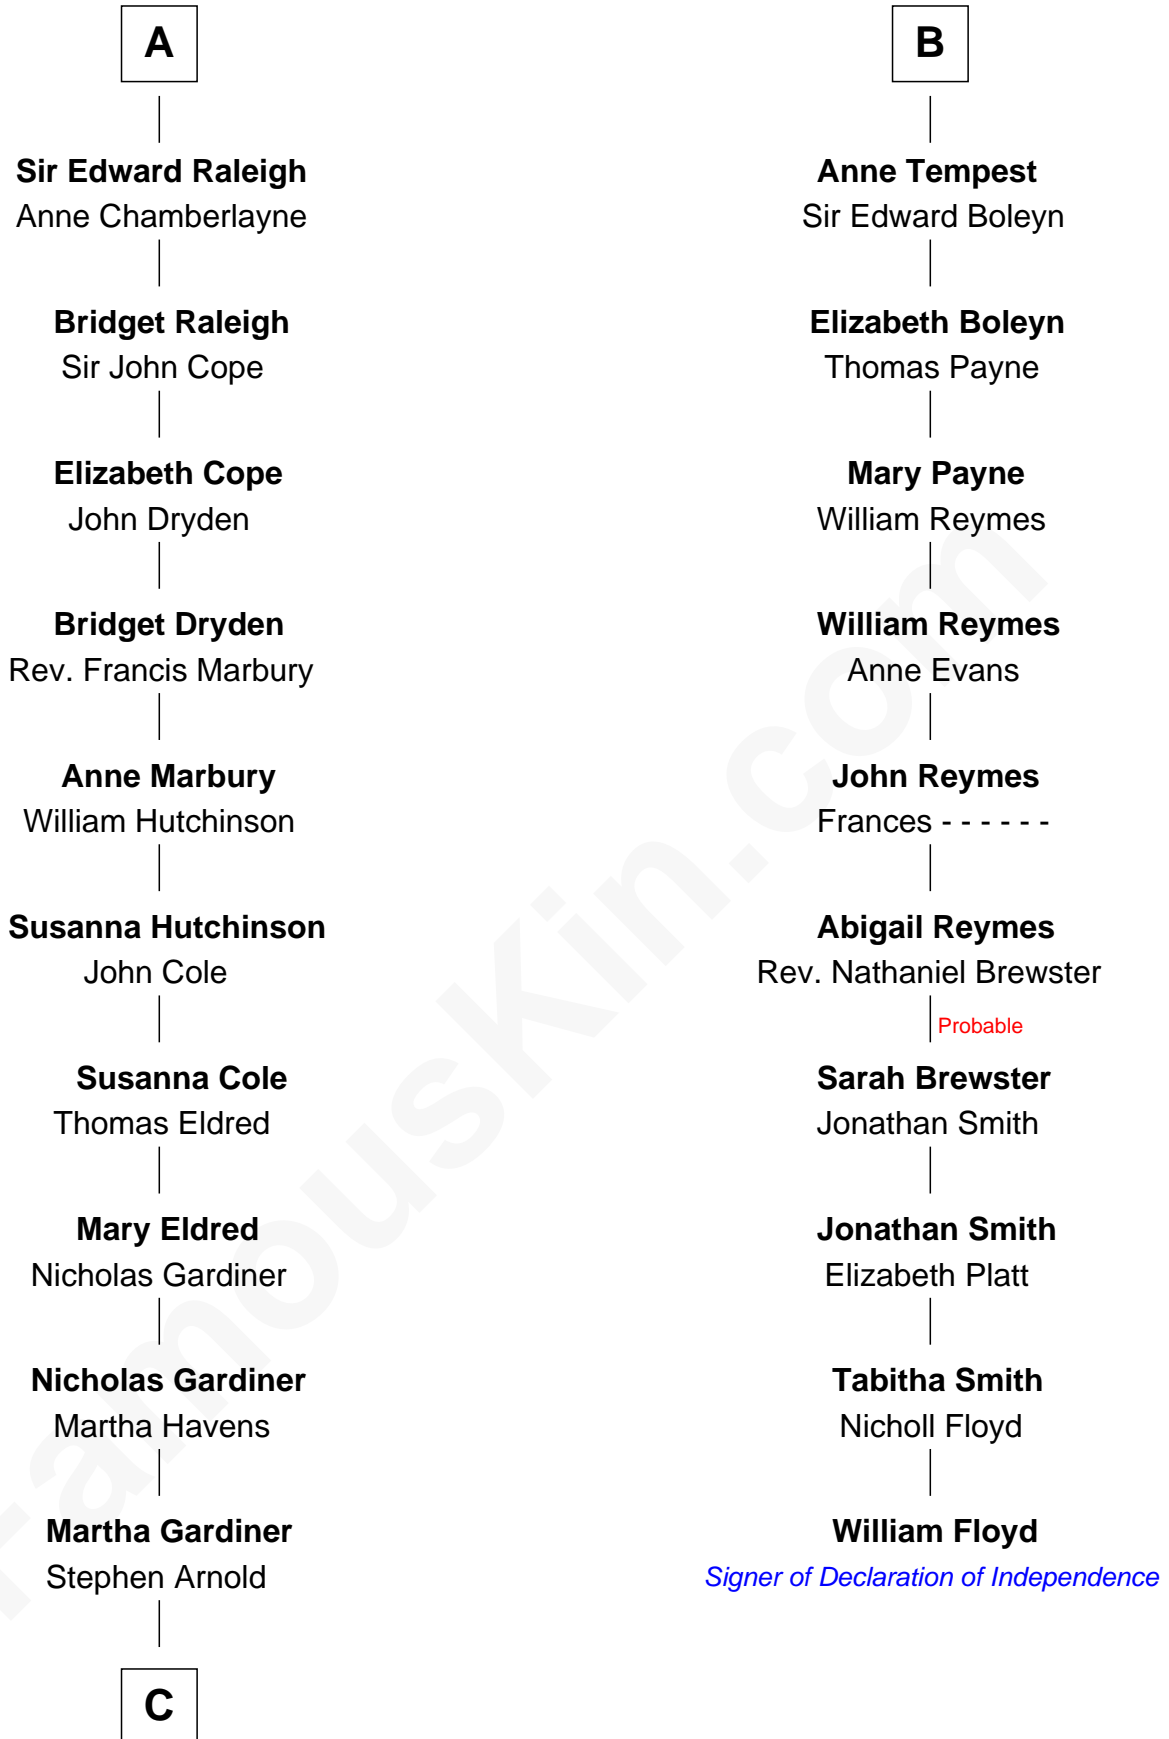 A
Sir Edward Raleigh
Anne Chamberlayne
Bridget Raleigh
Sir John Cope
Elizabeth Cope
John Dryden
Bridget Dryden
Rev. Francis Marbury
Anne Marbury
William Hutchinson
Susanna Hutchinson
John Cole
Susanna Cole
Thomas Eldred
Mary Eldred
Nicholas Gardiner
Nicholas Gardiner
Martha Havens
Martha Gardiner
Stephen Arnold
C
B
Anne Tempest
Sir Edward Boleyn
Elizabeth Boleyn
Thomas Payne
Mary Payne
William Reymes
William Reymes
Anne Evans
John Reymes
Frances - - - - - -
Abigail Reymes
Rev. Nathaniel Brewster
Probable
Sarah Brewster
Jonathan Smith
Jonathan Smith
Elizabeth Platt
Tabitha Smith
Nicholl Floyd
William Floyd
Signer of Declaration of Independence
FamousKin.com